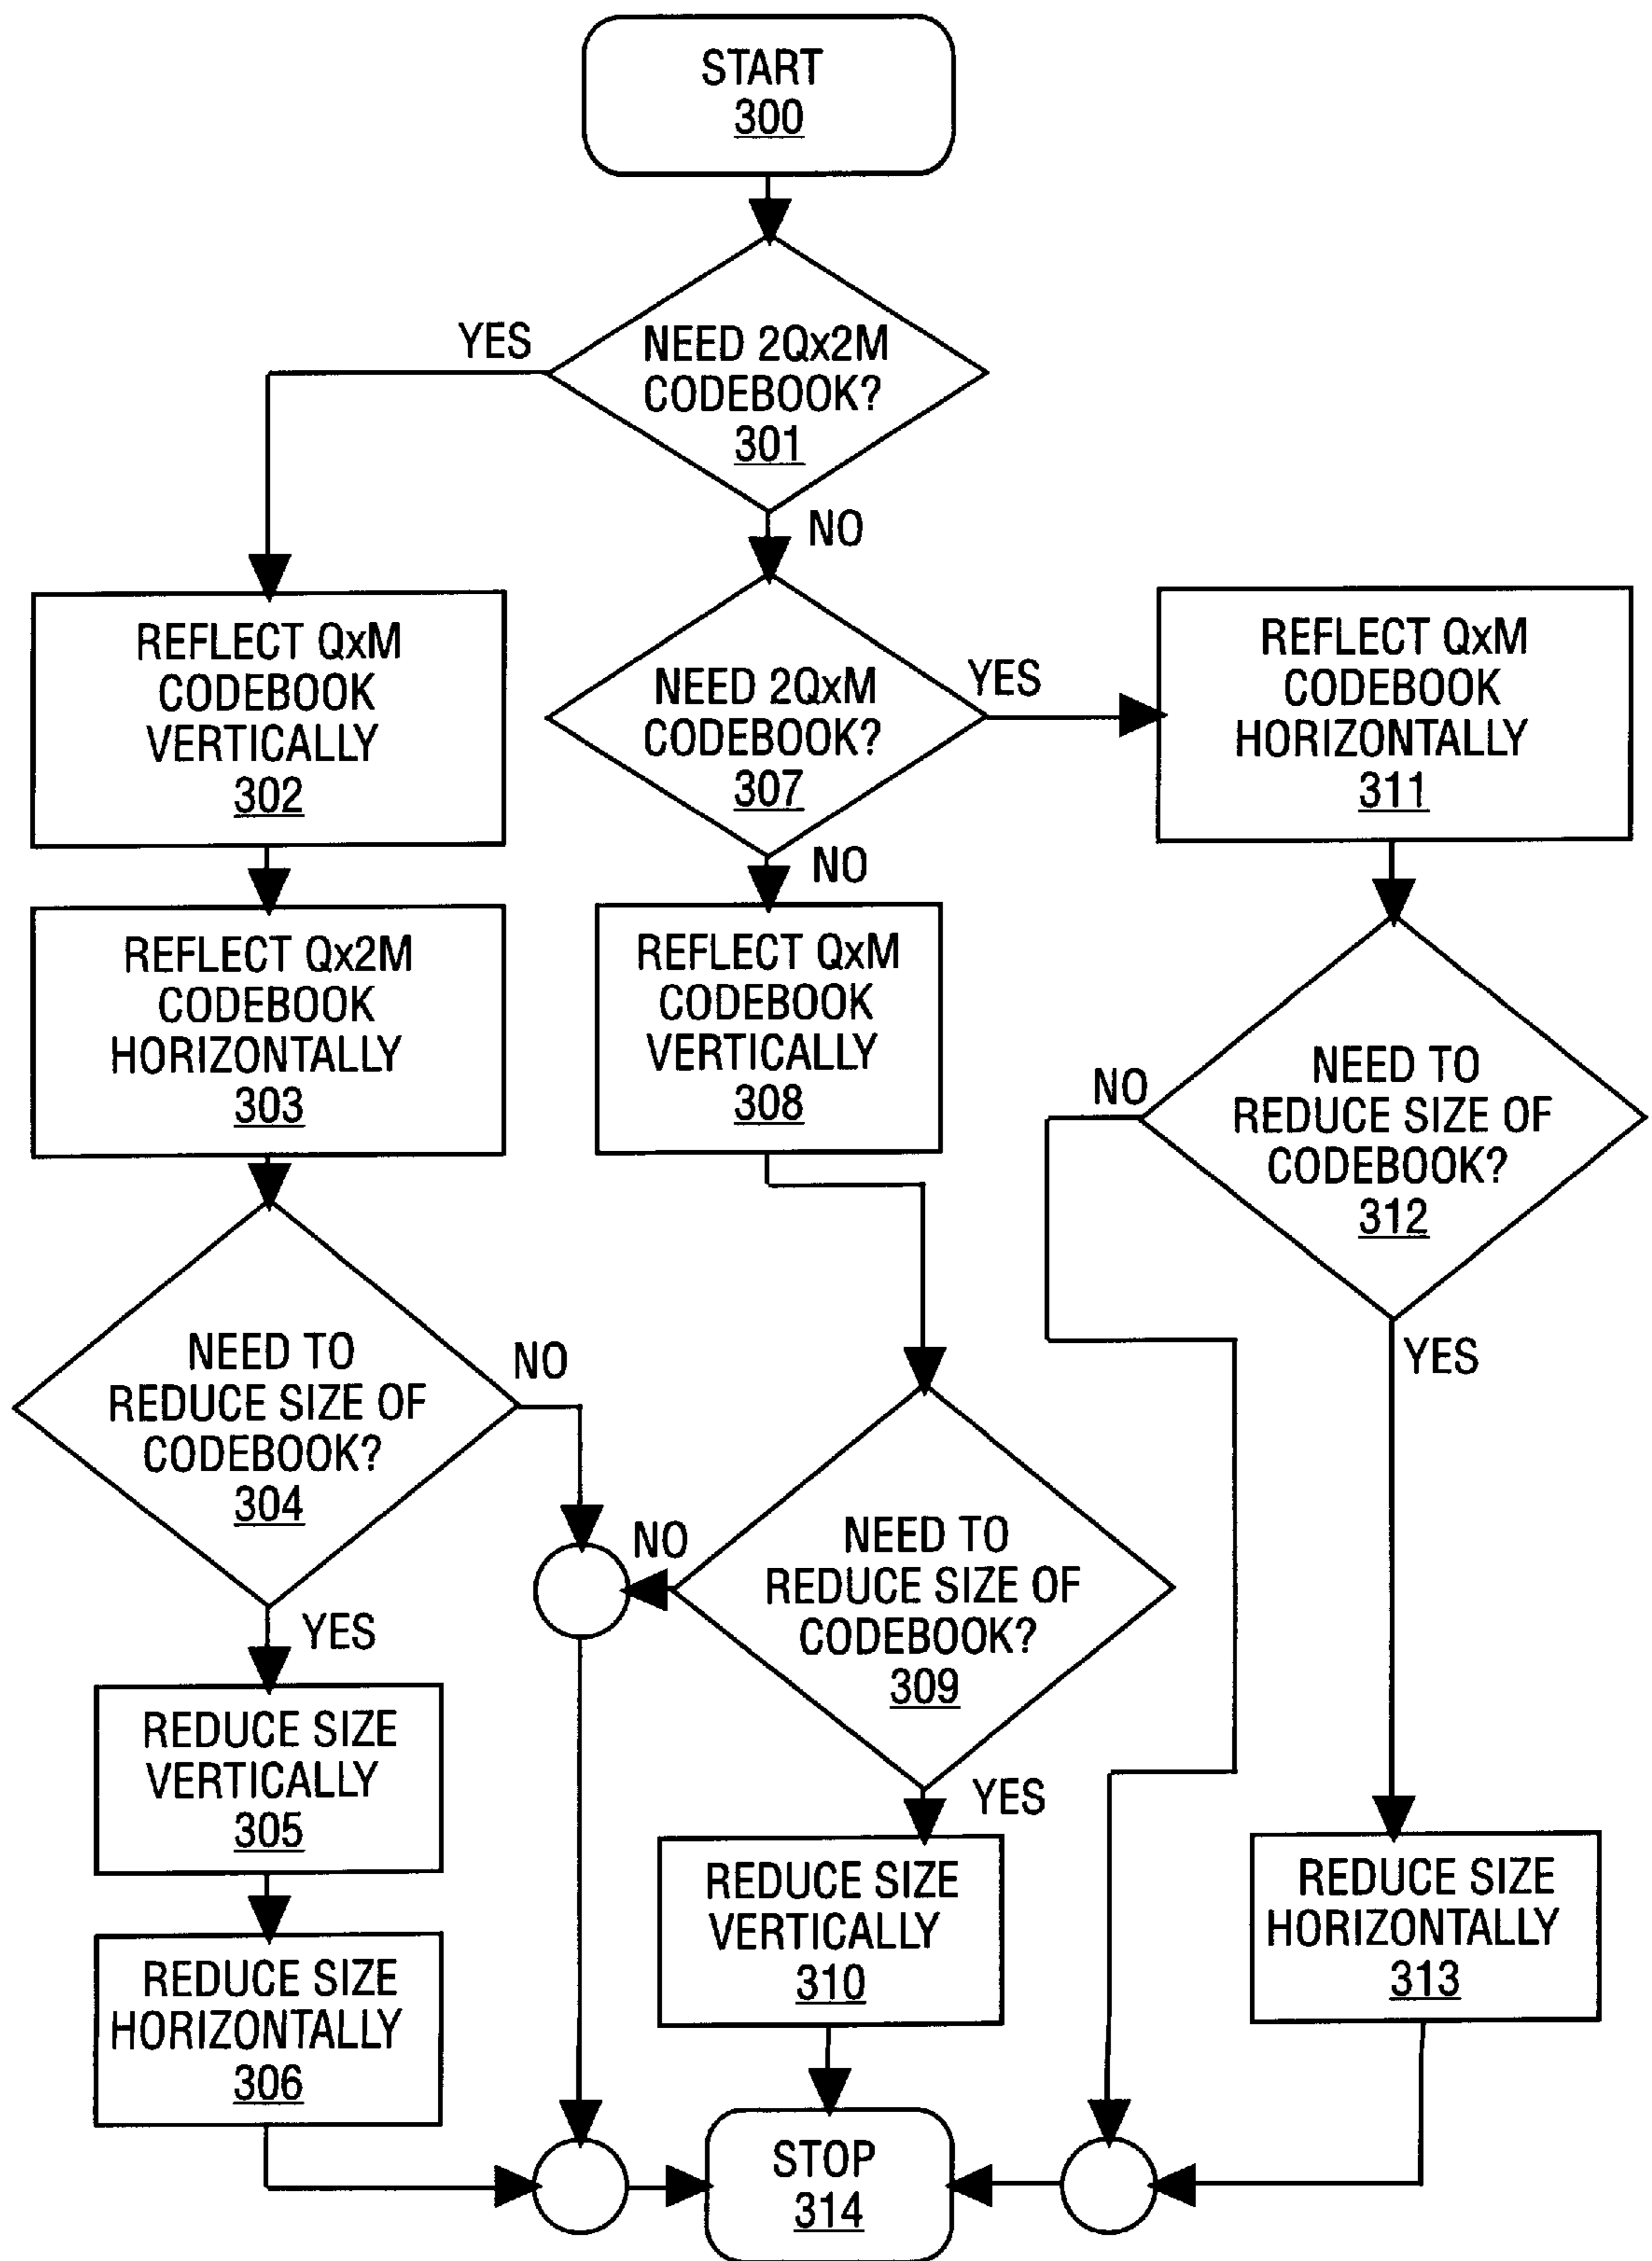 START
300
YES
NEED 2Qx2M
CODEBOOK?
301
NO
REFLECT QxM
CODEBOOK
VERTICALLY
302
NEED 2QxM
CODEBOOK?
307
YES
REFLECT QxM
CODEBOOK
HORIZONTALLY
311
NO
REFLECT Qx2M
CODEBOOK
HORIZONTALLY
303
REFLECT QxM
CODEBOOK
VERTICALLY
308
NO
NEED TO
REDUCE SIZE OF
CODEBOOK?
312
YES
NEED TO
REDUCE SIZE OF
CODEBOOK?
304
NO
NO
NEED TO
REDUCE SIZE OF
CODEBOOK?
309
YES
YES
REDUCE SIZE
VERTICALLY
305
REDUCE SIZE
VERTICALLY
310
REDUCE SIZE
HORIZONTALLY
313
REDUCE SIZE
HORIZONTALLY
306
STOP
314